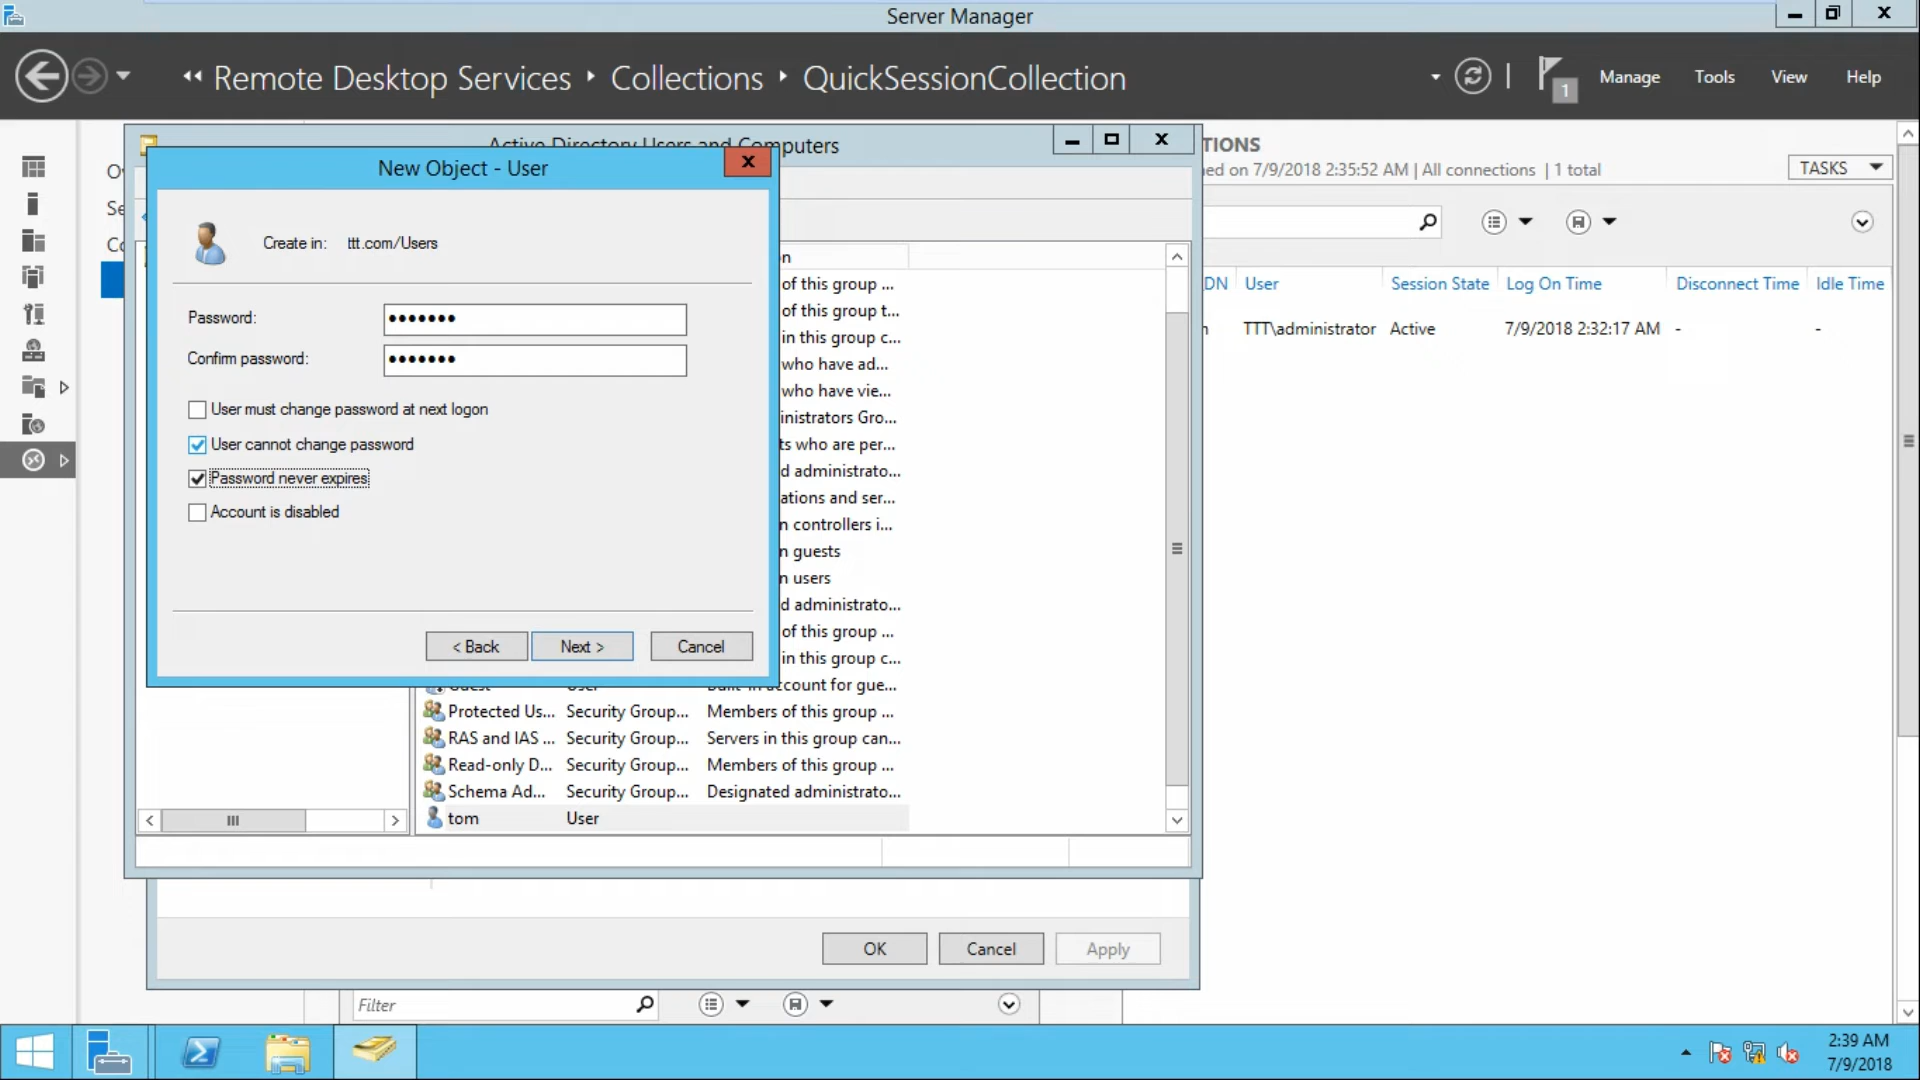 Server Manager
Remote Desktop Services
Collections
QuickSessionCollection
1
Manage
Tools
View
Help
Active Directory Users and Computers
TIONS
7/9/2018 2:35:52 AM | All connections | 1 total
TASKS
New Object - User
Create in: ttt.com/Users
Password:
Confirm password:
User must change password at next logon
User cannot change password
Password never expires
Account is disabled
< Back
Next >
Cancel
DN
User
Session State
Log On Time
Disconnect Time
Idle Time
TTT\administrator
Active
7/9/2018 2:32:17 AM
-
-
of this group ...
of this group t...
in this group c...
who have ad...
who have vie...
inistrators Gro...
ts who are per...
d administrato...
ations and ser...
n controllers i...
n guests
n users
d administrato...
of this group ...
in this group c...
account for gue...
Protected Us... Security Group... Members of this group ...
RAS and IAS ... Security Group... Servers in this group can...
Read-only D... Security Group... Members of this group ...
Schema Ad... Security Group... Designated administrato...
tom User
OK
Cancel
Apply
Filter
2:39 AM
7/9/2018